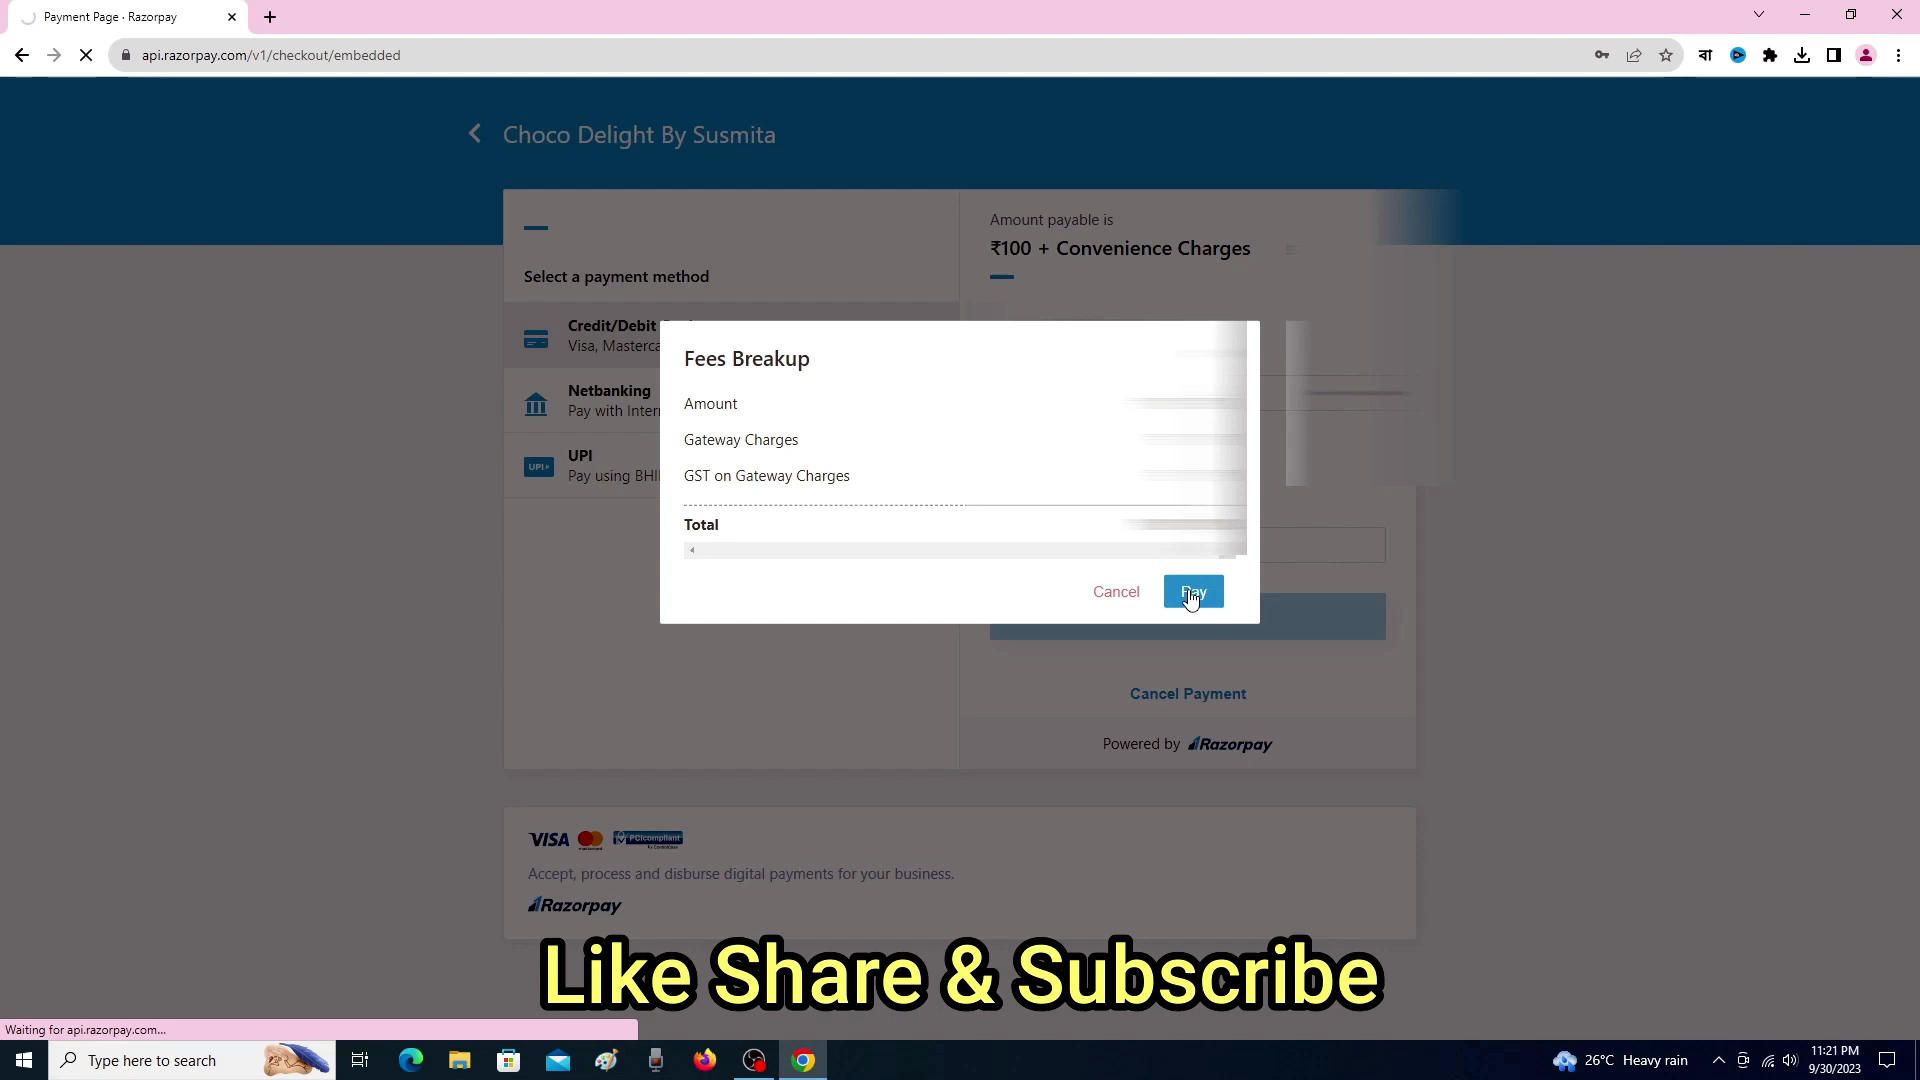 Payment Page · Razorpay
api.razorpay.com/v1/checkout/embedded
বা
Choco Delight By Susmita
Select a payment method
Credit/Debit
Visa, Masterca
Netbanking
Pay with Inter
UPI
UPI
Pay using BHI
Amount payable is
₹100 + Convenience Charges
Fees Breakup
Amount
Gateway Charges
GST on Gateway Charges
Total
Cancel
Pay
Cancel Payment
Powered by Razorpay
VISA
PCI compliant
Accept, process and disburse digital payments for your business.
Razorpay
Like Share & Subscribe
Waiting for api.razorpay.com...
Type here to search
26°C Heavy rain
11:21 PM
9/30/2023